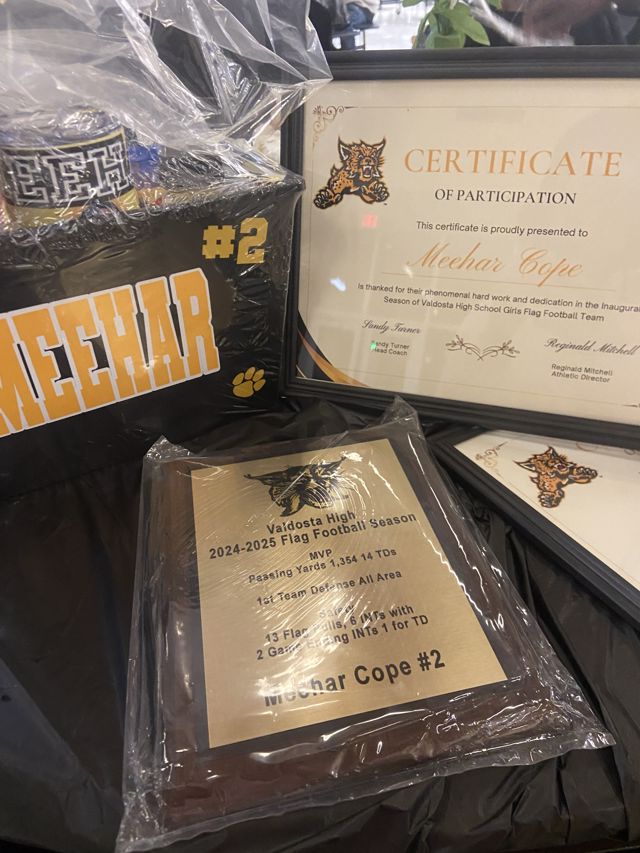 #2
MEEHAR
CERTIFICATE
OF PARTICIPATION
This certificate is proudly presented to
Meehar Cope
Is thanked for their phenomenal hard work and dedication in the Inaugural
Season of Valdosta High School Girls Flag Football Team
Sandy Turner
Sandy Turner
Head Coach
Reginald Mitchell
Reginald Mitchell
Athletic Director
Valdosta High
2024-2025 Flag Football Season
MVP
Passing Yards 1,354 14 TDs
1st Team Defense All Area
Safety
13 Flag Pulls, 6 INTs with
2 Game Ending INTs 1 for TD
Meehar Cope #2